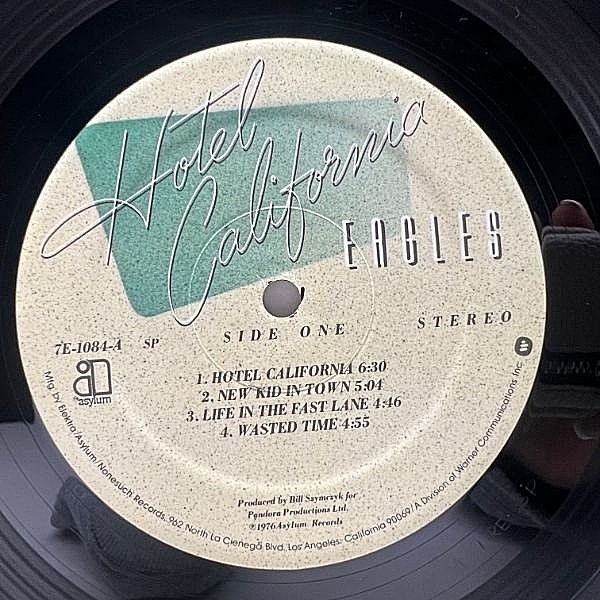 Hotel
California
EAGLES
SIDE ONE
STEREO
7E-1084-A SP
asylum
1. HOTEL CALIFORNIA 6:30
2. NEW KID IN TOWN 5:04
3. LIFE IN THE FAST LANE 4:46
4. WASTED TIME 4:55
Produced by Bill Szymczyk for
Pandora Productions Ltd.
℗1976 Asylum Records
Mfg. by Elektra/Asylum/Nonesuch Records, 962 North La Cienega Blvd., Los Angeles, California 90069/A Division of Warner Communications Inc.